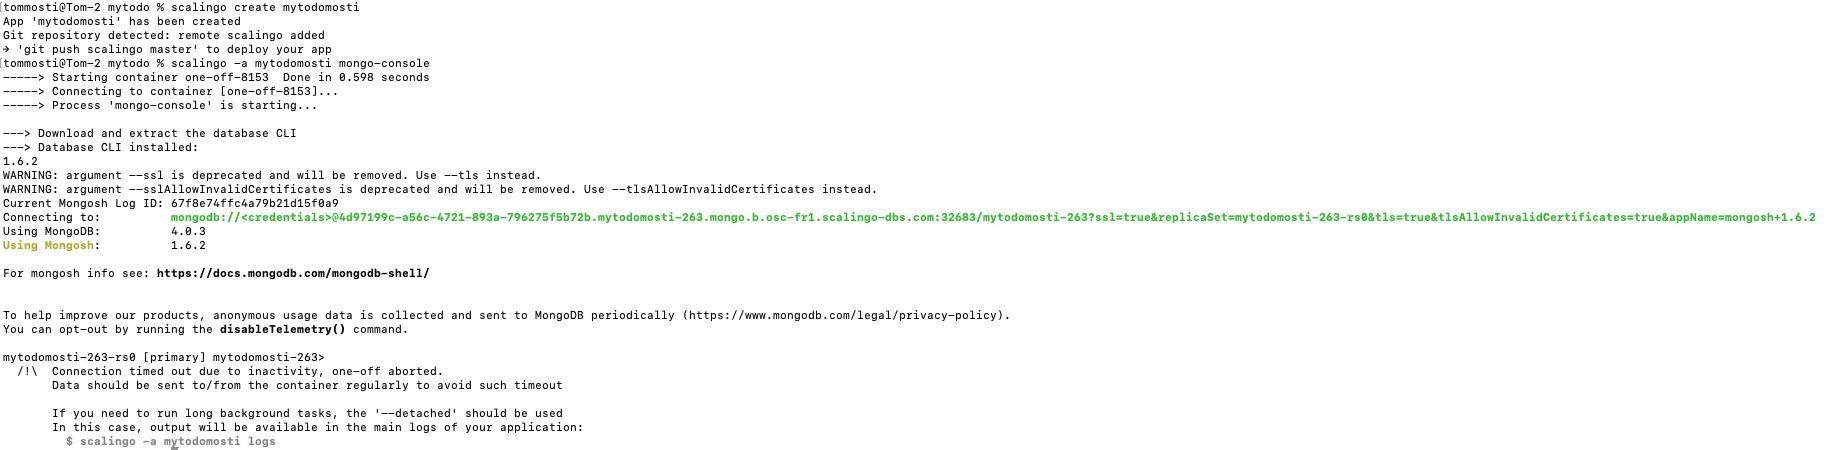 [tommosti@Tom-2 mytodo % scalingo create mytodomosti
App 'mytodomosti' has been created
Git repository detected: remote scalingo added
→ 'git push scalingo master' to deploy your app
[tommosti@Tom-2 mytodo % scalingo -a mytodomosti mongo-console
-----> Starting container one-off-8153  Done in 0.598 seconds
-----> Connecting to container [one-off-8153]...
-----> Process 'mongo-console' is starting...
---> Download and extract the database CLI
---> Database CLI installed:
1.6.2
WARNING: argument --ssl is deprecated and will be removed. Use --tls instead.
WARNING: argument --sslAllowInvalidCertificates is deprecated and will be removed. Use --tlsAllowInvalidCertificates instead.
Current Mongosh Log ID: 67f8e74ffc4a79b21d15f0a9
Connecting to: mongodb://<credentials>@4d97199c-a56c-4721-893a-796275f5b72b.mytodomosti-263.mongo.b.osc-fr1.scalingo-dbs.com:32683/mytodomosti-263?ssl=true&replicaSet=mytodomosti-263-rs0&tls=true&tlsAllowInvalidCertificates=true&appName=mongosh+1.6.2
Using MongoDB: 4.0.3
Using Mongosh: 1.6.2
For mongosh info see: https://docs.mongodb.com/mongodb-shell/
To help improve our products, anonymous usage data is collected and sent to MongoDB periodically (https://www.mongodb.com/legal/privacy-policy).
You can opt-out by running the disableTelemetry() command.
mytodomosti-263-rs0 [primary] mytodomosti-263>
/!\  Connection timed out due to inactivity, one-off aborted.
Data should be sent to/from the container regularly to avoid such timeout
If you need to run long background tasks, the '--detached' should be used
In this case, output will be available in the main logs of your application:
$ scalingo -a mytodomosti logs